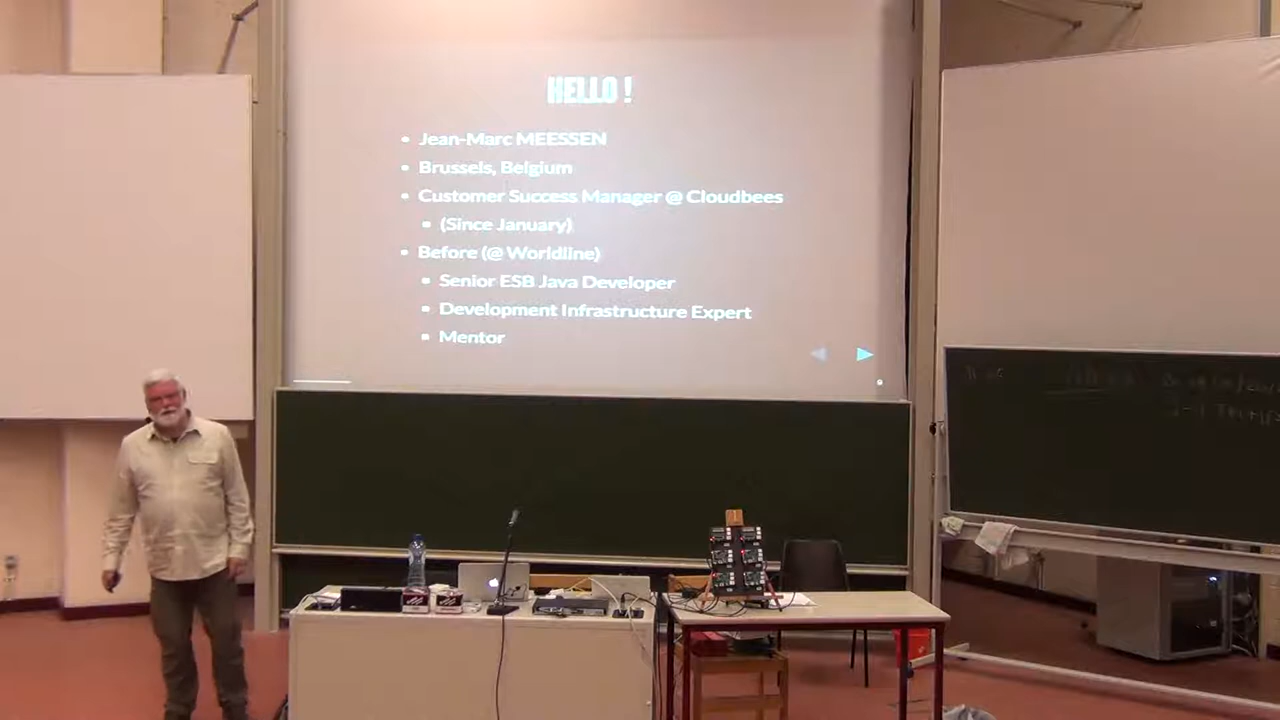 HELLO !
Jean-Marc MEESSEN
Brussels, Belgium
Customer Success Manager @ Cloudbees
(Since January)
Before (@ Worldline)
Senior ESB Java Developer
Development Infrastructure Expert
Mentor